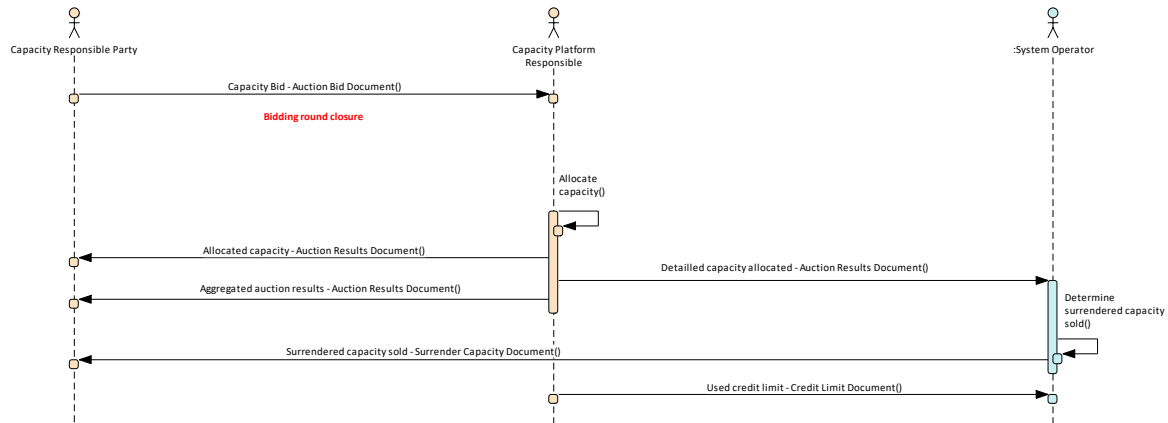 Capacity Responsible Party
Capacity Platform
Responsible
:System Operator
Capacity Bid - Auction Bid Document()
Bidding round closure
Allocate
capacity()
Allocated capacity - Auction Results Document()
Detailled capacity allocated - Auction Results Document()
Aggregated auction results - Auction Results Document()
Determine
surrendered capacity
sold()
Surrendered capacity sold - Surrender Capacity Document()
Used credit limit - Credit Limit Document()